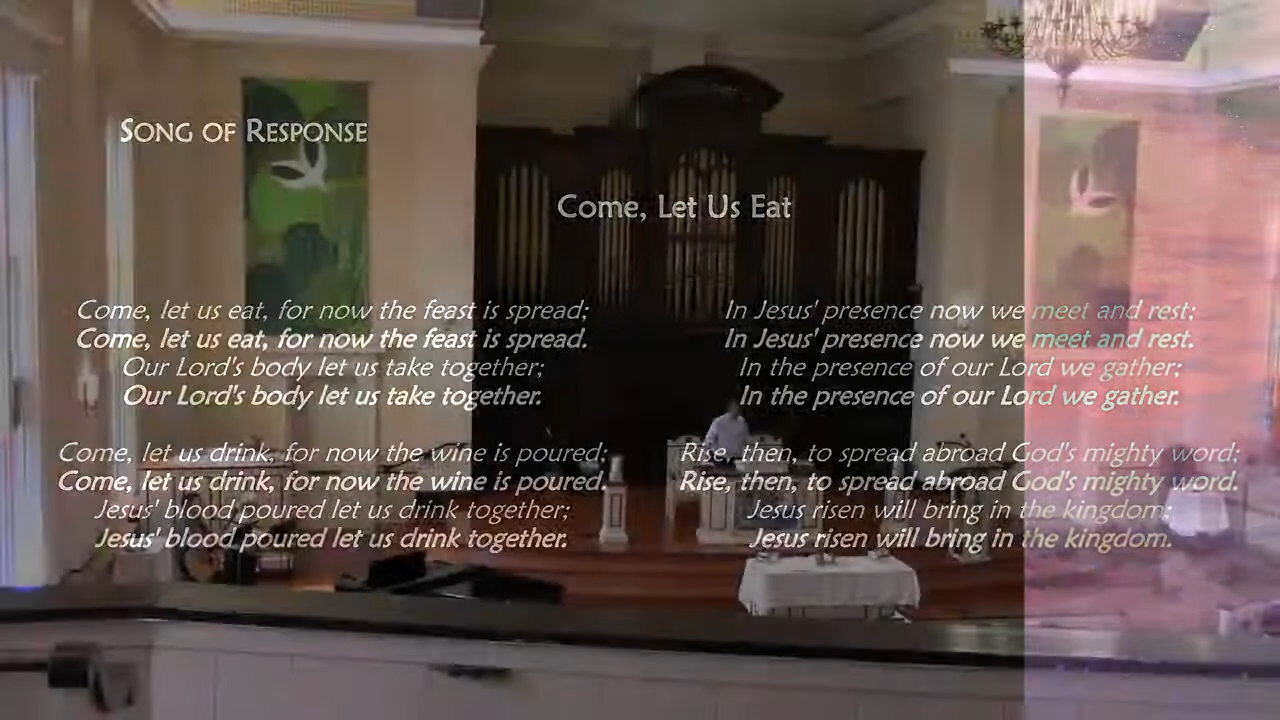 SONG OF RESPONSE
Come, Let Us Eat
Come, let us eat, for now the feast is spread;
Come, let us eat, for now the feast is spread.
Our Lord's body let us take together;
Our Lord's body let us take together.
Come, let us drink, for now the wine is poured;
Come, let us drink, for now the wine is poured.
Jesus' blood poured let us drink together;
Jesus' blood poured let us drink together.
In Jesus' presence now we meet and rest;
In Jesus' presence now we meet and rest.
In the presence of our Lord we gather;
In the presence of our Lord we gather.
Rise, then, to spread abroad God's mighty word;
Rise, then, to spread abroad God's mighty word.
Jesus risen will bring in the kingdom;
Jesus risen will bring in the kingdom.